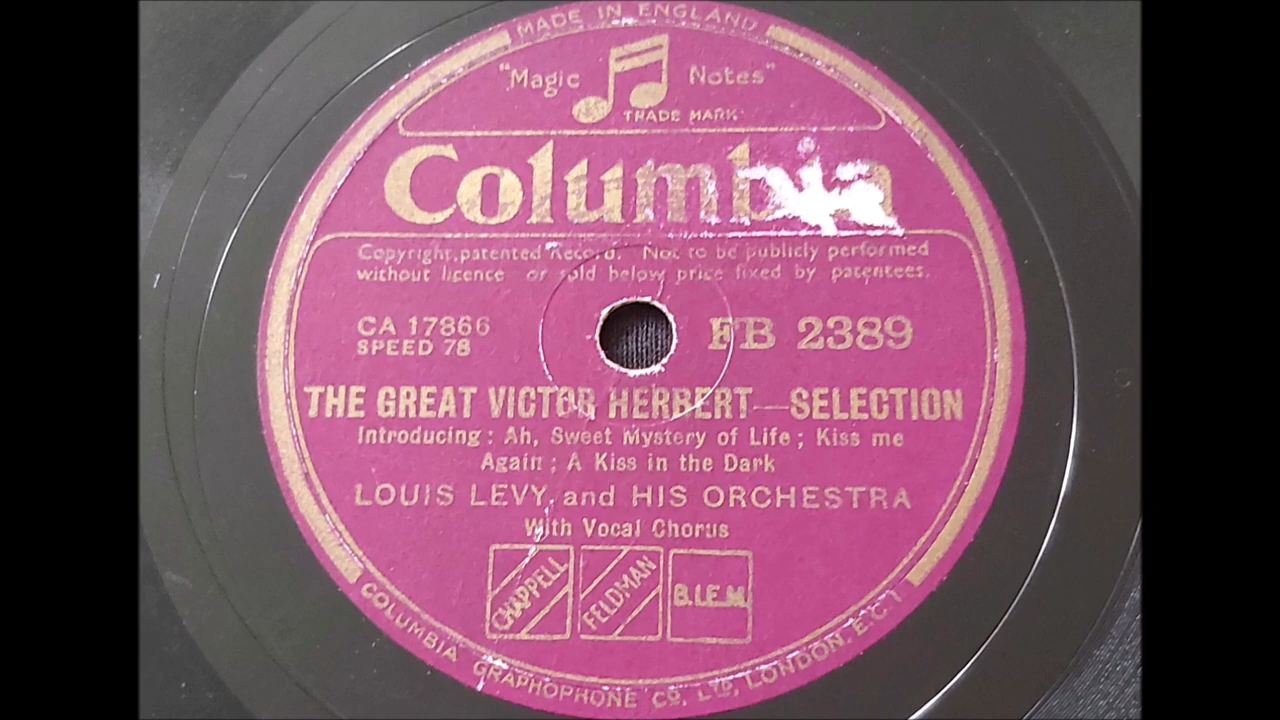 MADE IN ENGLAND
"Magic Notes"
TRADE MARK
Columbia
Copyright, patented Record. Not to be publicly performed
without licence or sold below price fixed by patentees.
CA 17866
SPEED 78
FB 2389
THE GREAT VICTOR HERBERT—SELECTION
Introducing : Ah, Sweet Mystery of Life ; Kiss me
Again ; A Kiss in the Dark
LOUIS LEVY, and HIS ORCHESTRA
With Vocal Chorus
CHAPPELL
FELDMAN
B.I.E.M.
COLUMBIA GRAPHOPHONE Co. LTD, LONDON. E.C.1